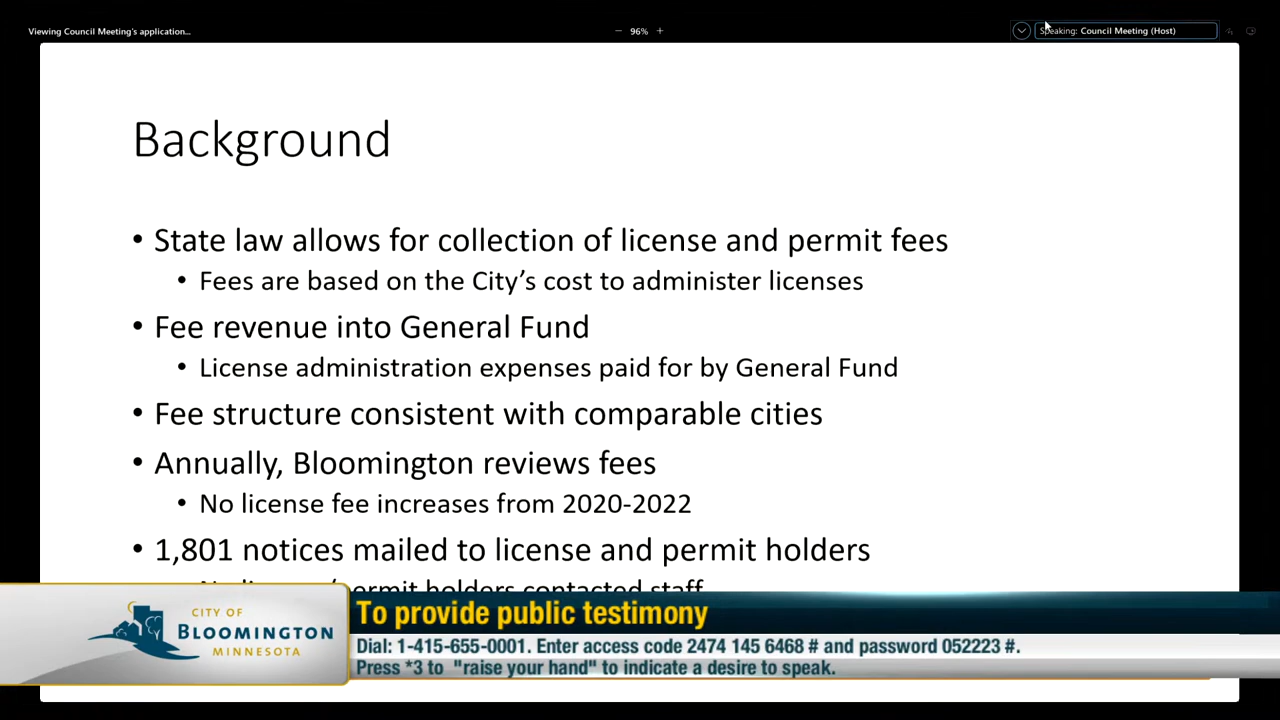 Viewing Council Meeting's application...
− 96% +
Speaking: Council Meeting (Host)
Background
• State law allows for collection of license and permit fees
• Fees are based on the City's cost to administer licenses
• Fee revenue into General Fund
• License administration expenses paid for by General Fund
• Fee structure consistent with comparable cities
• Annually, Bloomington reviews fees
• No license fee increases from 2020-2022
• 1,801 notices mailed to license and permit holders
No license/permit holders contacted staff
CITY OF
BLOOMINGTON
MINNESOTA
To provide public testimony
Dial: 1-415-655-0001. Enter access code 2474 145 6468 # and password 052223 #.
Press *3 to "raise your hand" to indicate a desire to speak.